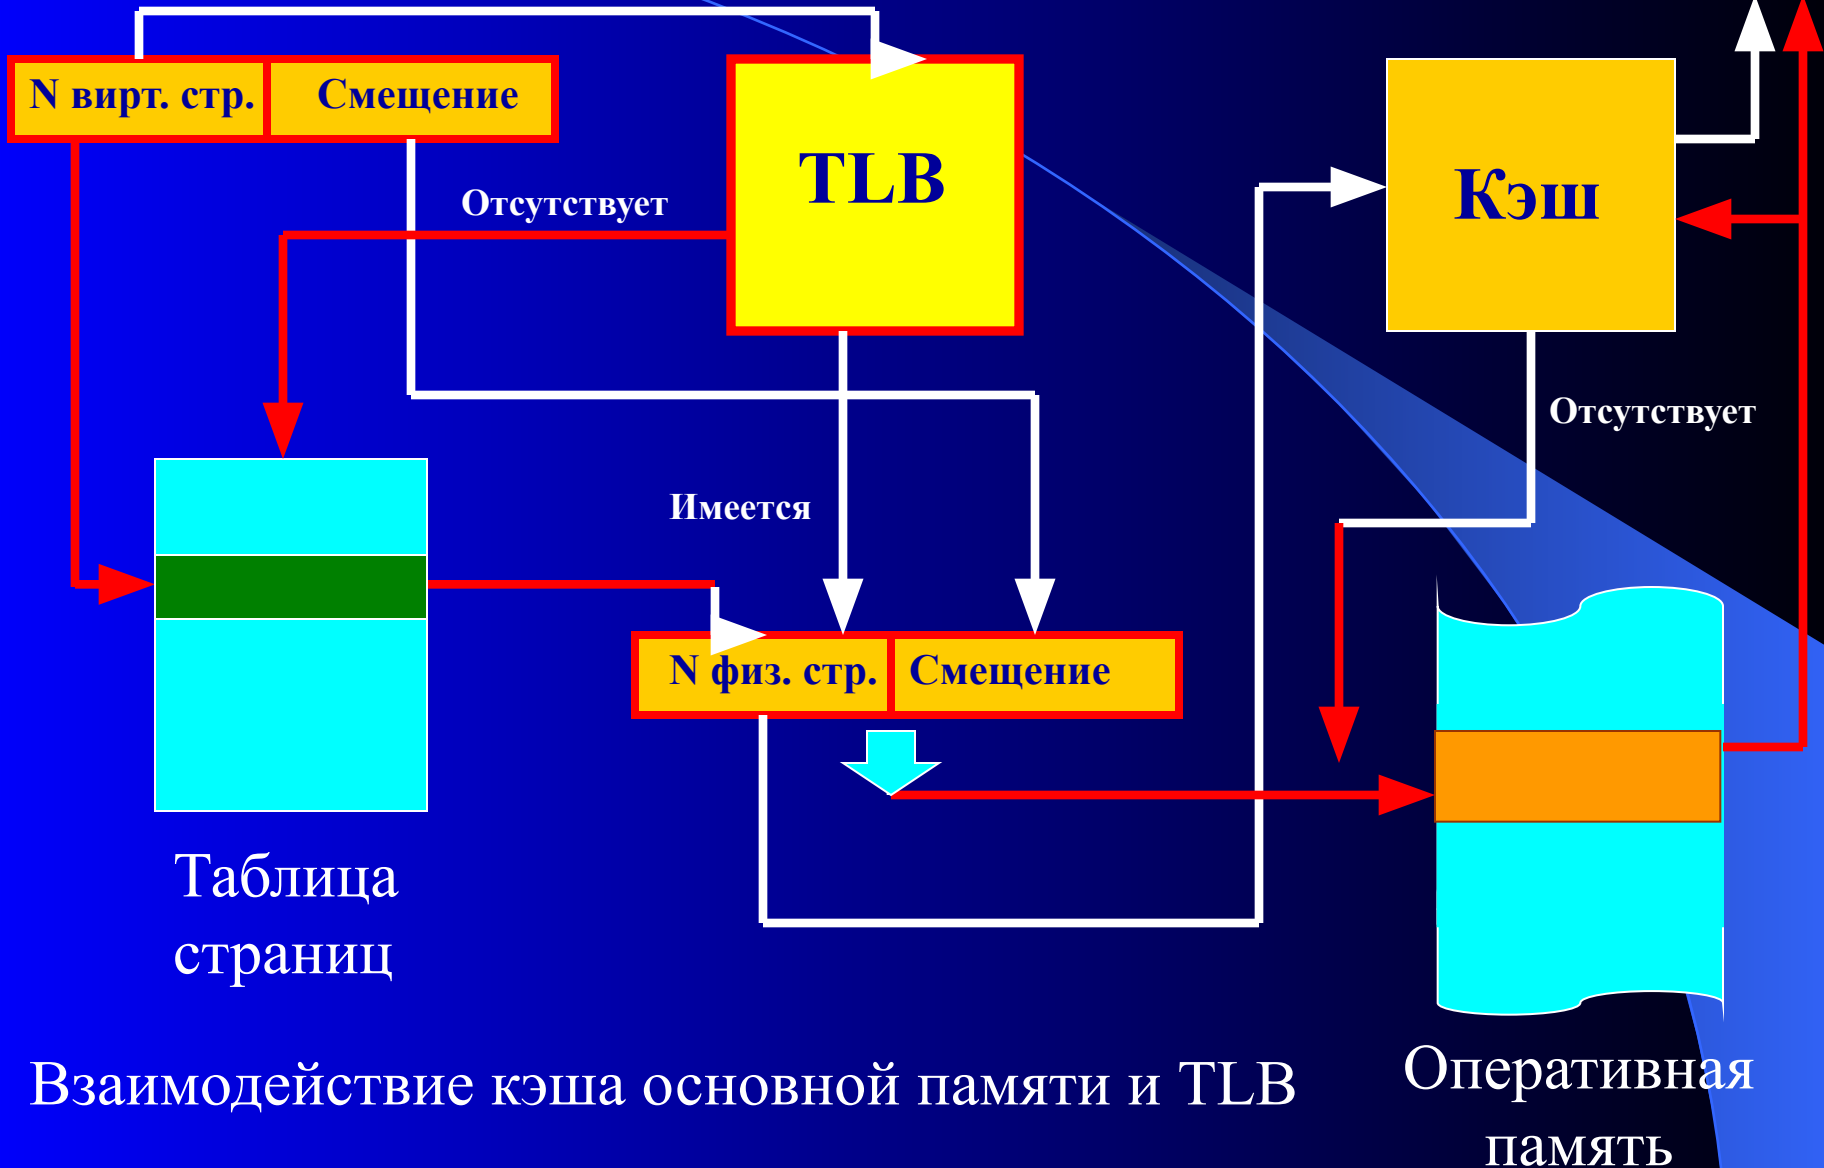 N вирт. стр. Смещение
TLB
Кэш
Отсутствует
Отсутствует
Имеется
N физ. стр. Смещение
Таблица
страниц
Взаимодействие кэша основной памяти и TLB
Оперативная
память